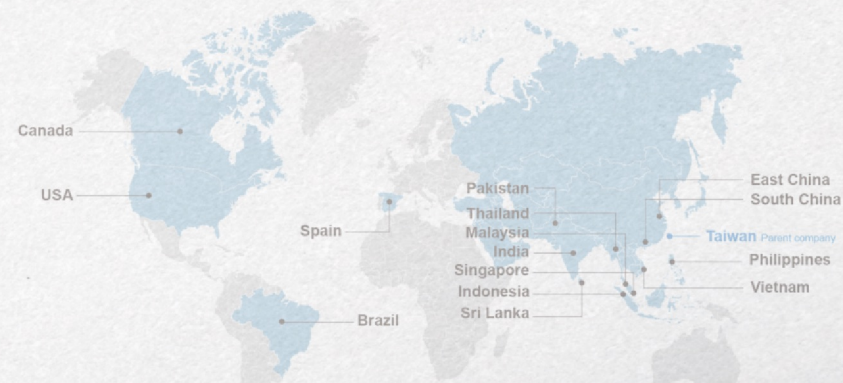 Canada
USA
Spain
Brazil
Pakistan
Thailand
Malaysia
India
Singapore
Indonesia
Sri Lanka
East China
South China
Taiwan Parent company
Philippines
Vietnam